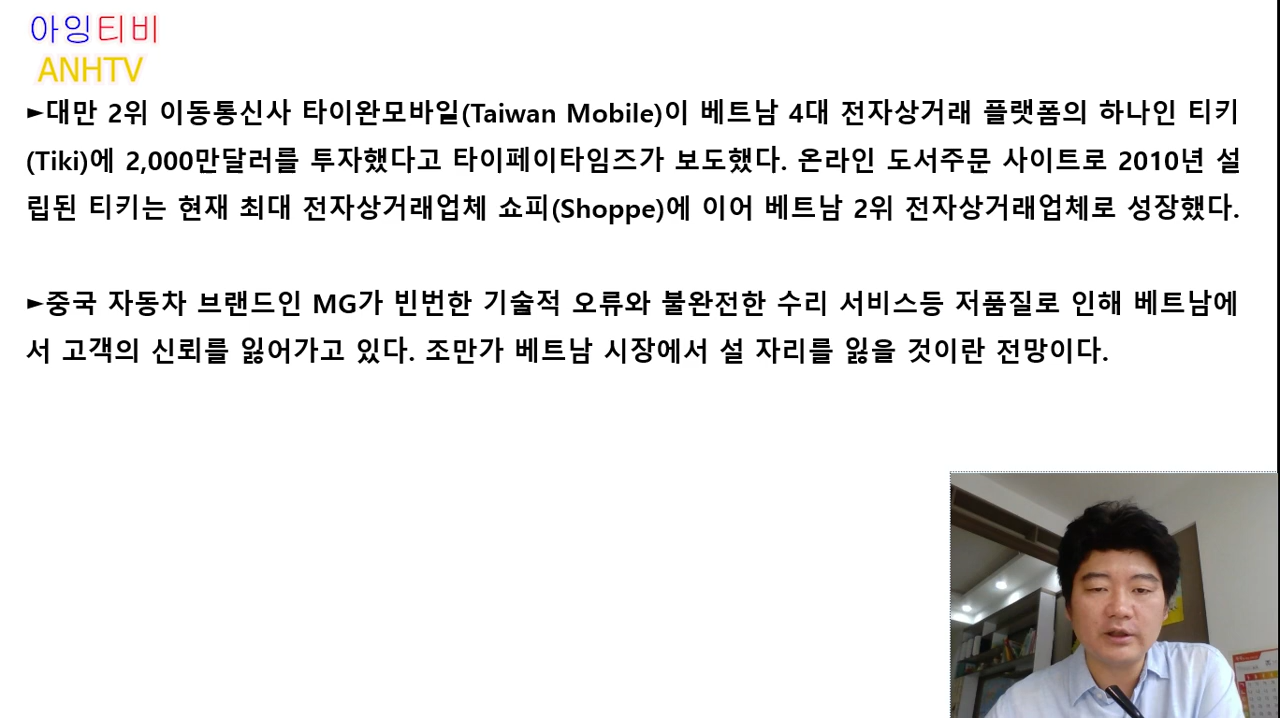 아잉티비
ANHTV
►대만 2위 이동통신사 타이완모바일(Taiwan Mobile)이 베트남 4대 전자상거래 플랫폼의 하나인 티키
(Tiki)에 2,000만달러를 투자했다고 타이페이타임즈가 보도했다. 온라인 도서주문 사이트로 2010년 설
립된 티키는 현재 최대 전자상거래업체 쇼피(Shoppe)에 이어 베트남 2위 전자상거래업체로 성장했다.
►중국 자동차 브랜드인 MG가 빈번한 기술적 오류와 불완전한 수리 서비스등 저품질로 인해 베트남에
서 고객의 신뢰를 잃어가고 있다. 조만가 베트남 시장에서 설 자리를 잃을 것이란 전망이다.